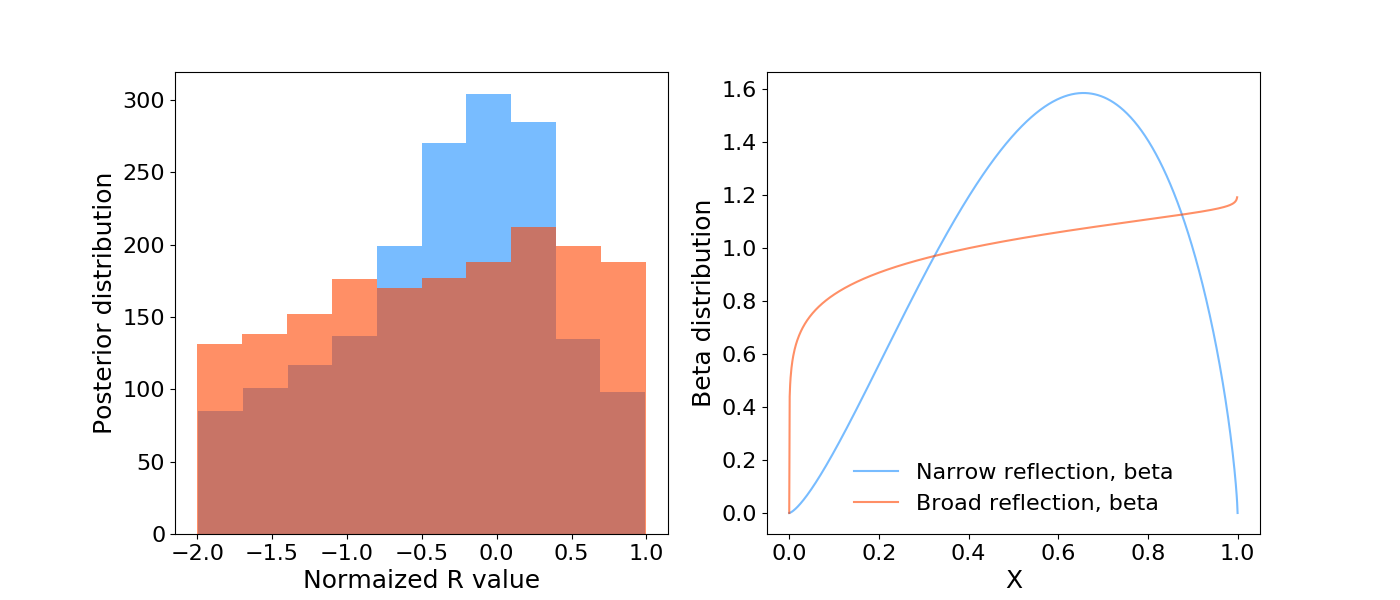 Posterior distribution
300
250
200
150
100
50
0
−2.0 −1.5 −1.0 −0.5 0.0 0.5 1.0
Normaized R value
Beta distribution
1.6
1.4
1.2
1.0
0.8
0.6
0.4
0.2
0.0
Narrow reflection, beta
Broad reflection, beta
0.0 0.2 0.4 0.6 0.8 1.0
X